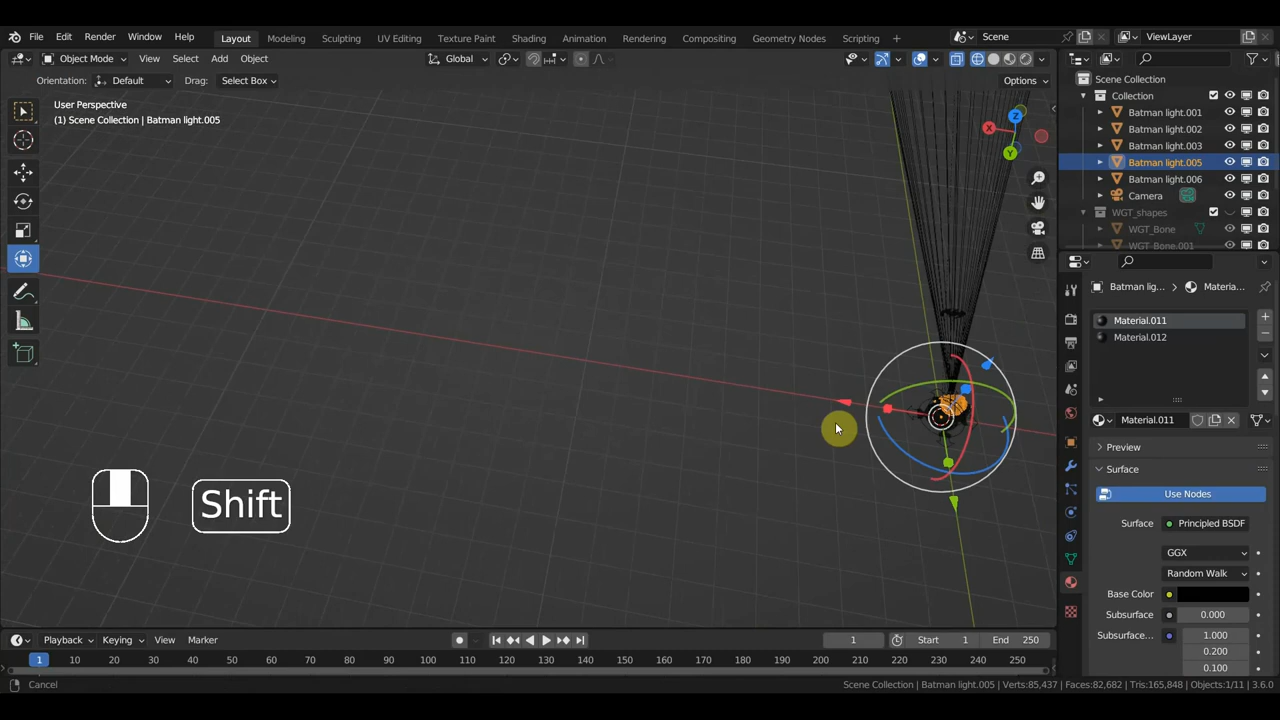 File Edit Render Window Help Layout Modeling Sculpting UV Editing Texture Paint Shading Animation Rendering Compositing Geometry Nodes Scripting + Scene ViewLayer
Object Mode View Select Add Object Global
Orientation: Default Drag: Select Box Options
User Perspective
(1) Scene Collection | Batman light.005
X
Y
Z
Scene Collection
Collection
Batman light.001
Batman light.002
Batman light.003
Batman light.005
Batman light.006
Camera
WGT_shapes
WGT_Bone
WGT_Bone.001
Batman lig... > Materia...
Material.011
Material.012
Material.011
Preview
Surface
Use Nodes
Surface Principled BSDF
GGX
Random Walk
Base Color
Subsurface 0.000
Subsurface... 1.000
0.200
0.100
Shift
Playback Keying View Marker 1 Start 1 End 250
1 10 20 30 40 50 60 70 80 90 100 110 120 130 140 150 160 170 180 190 200 210 220 230 240 250
Cancel Scene Collection | Batman light.005 | Verts:85,437 | Faces:82,682 | Tris:165,848 | Objects:1/11 | 3.6.0